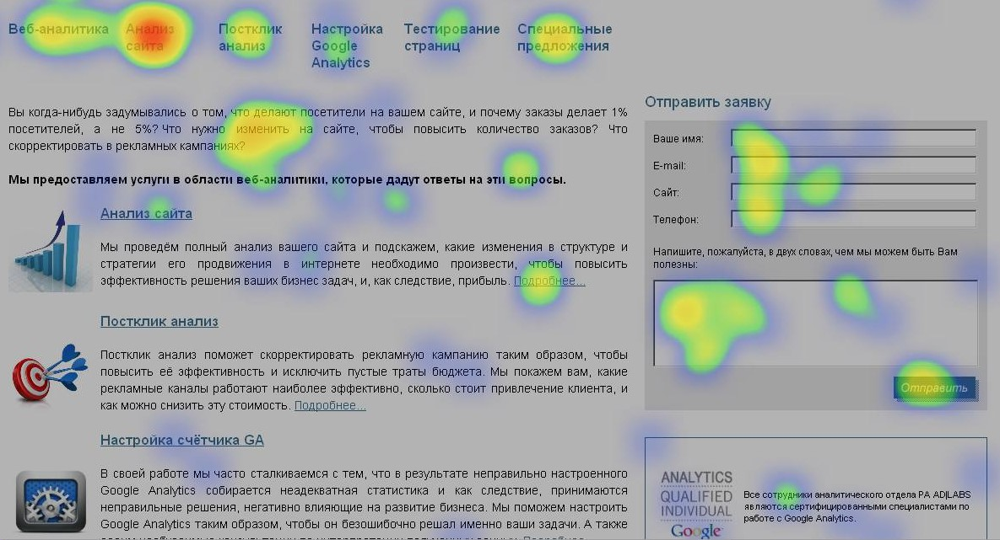 Веб-аналитика
Анализ
сайта
Постклик
анализ
Настройка
Google
Analytics
Тестирование
страниц
Специальные
предложения
Вы когда-нибудь задумывались о том, что делают посетители на вашем сайте, и почему заказы делает 1%
посетителей, а не 5%? Что нужно изменить на сайте, чтобы повысить количество заказов? Что
скорректировать в рекламных кампаниях?
Мы предоставляем услуги в области веб-аналитики, которые дадут ответы на эти вопросы.
Анализ сайта
Мы проведём полный анализ вашего сайта и подскажем, какие изменения в структуре и
стратегии его продвижения в интернете необходимо произвести, чтобы повысить
эффективность решения ваших бизнес задач, и, как следствие, прибыль. Подробнее...
Постклик анализ
Постклик анализ поможет скорректировать рекламную кампанию таким образом, чтобы
повысить её эффективность и исключить пустые траты бюджета. Мы покажем вам, какие
рекламные каналы работают наиболее эффективно, сколько стоит привлечение клиента, и
как можно снизить эту стоимость. Подробнее...
Настройка счётчика GA
В своей работе мы часто сталкиваемся с тем, что в результате неправильно настроенного
Google Analytics собирается неадекватная статистика и как следствие, принимаются
неправильные решения, негативно влияющие на развитие бизнеса. Мы поможем настроить
Google Analytics таким образом, чтобы он безошибочно решал именно ваши задачи. А также
Отправить заявку
Ваше имя:
E-mail:
Сайт:
Телефон:
Напишите, пожалуйста, в двух словах, чем мы можем быть Вам
полезны:
Отправить
ANALYTICS
QUALIFIED
INDIVIDUAL
Google
Все сотрудники аналитического отдела РА AD|LABS
являются сертифицированными специалистами по
работе с Google Analytics.